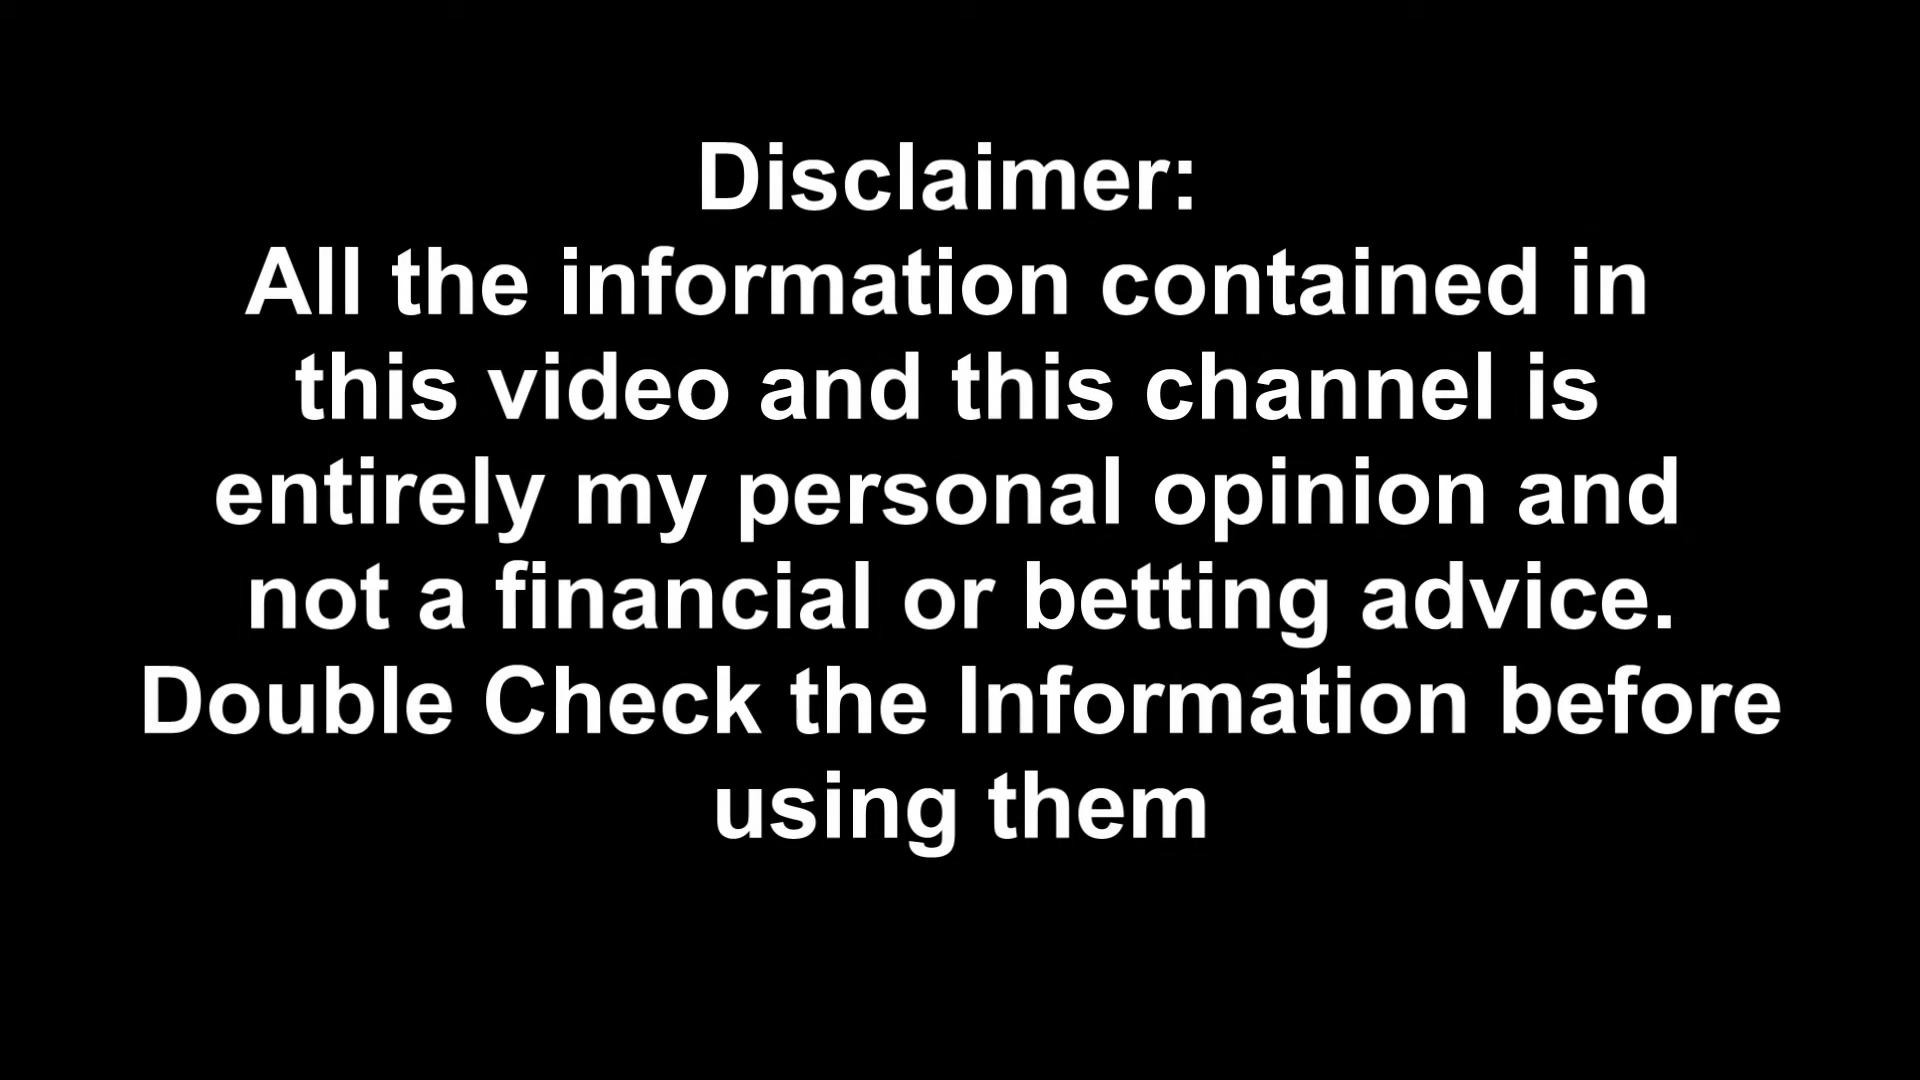 Disclaimer:
All the information contained in
this video and this channel is
entirely my personal opinion and
not a financial or betting advice.
Double Check the Information before
using them